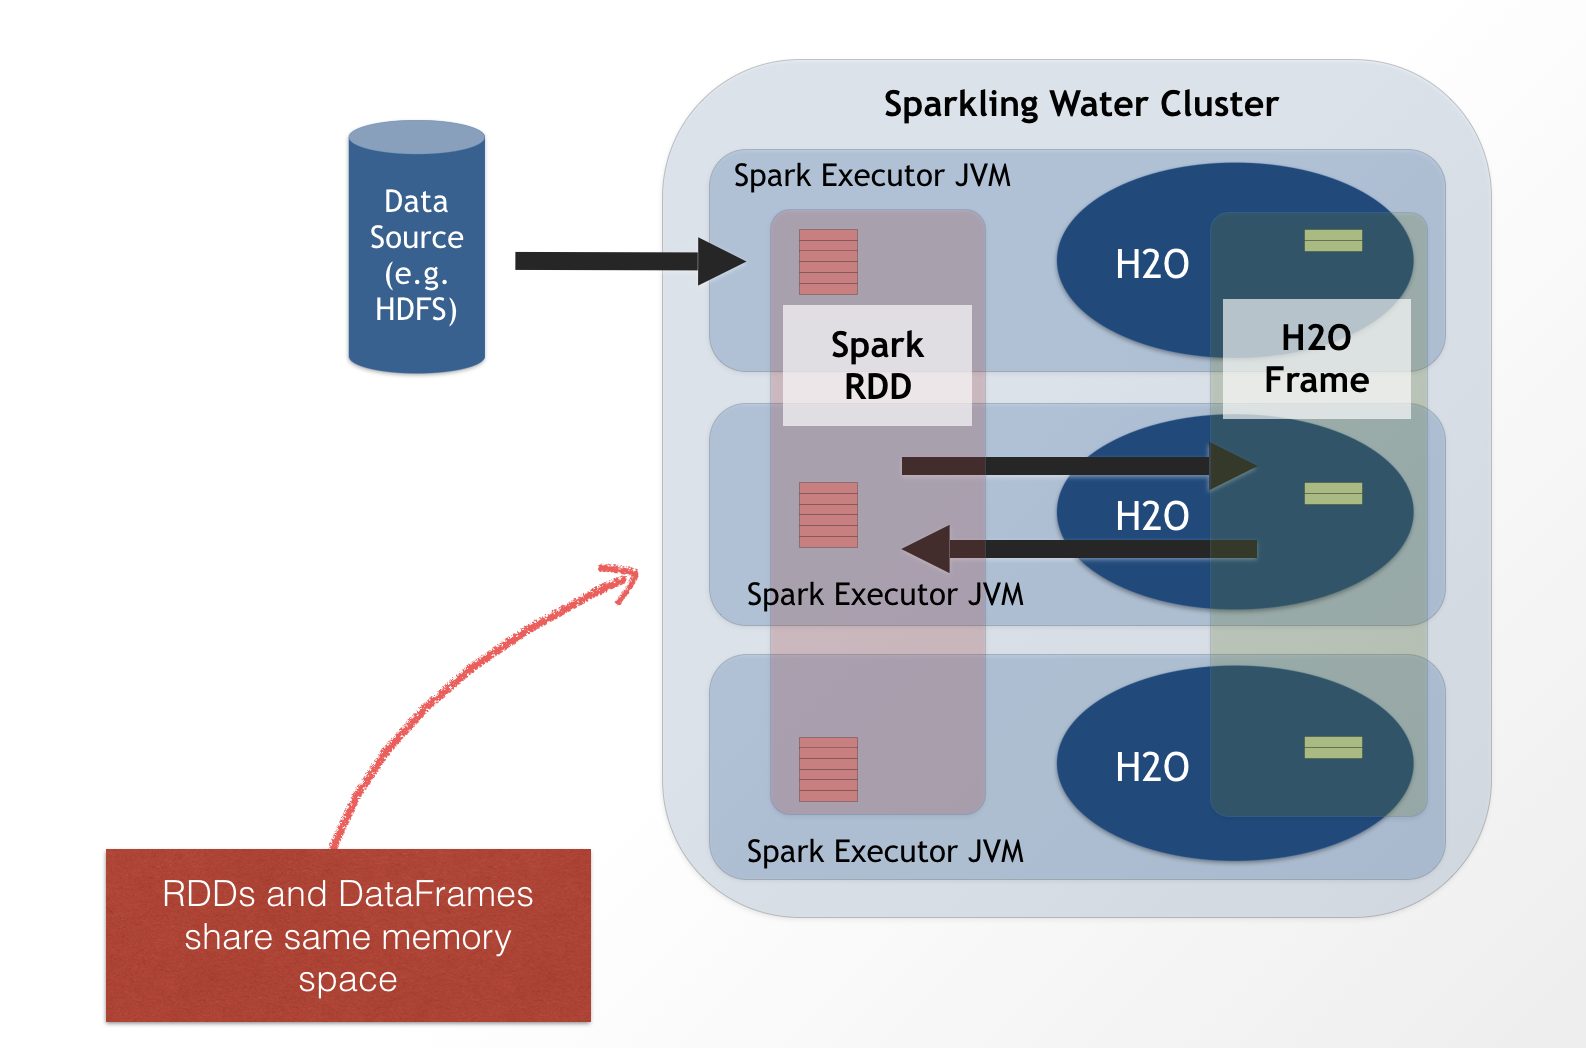 Sparkling Water Cluster
Data
Source
(e.g.
HDFS)
Spark Executor JVM
H2O
Spark
RDD
H2O
Frame
H2O
Spark Executor JVM
H2O
Spark Executor JVM
RDDs and DataFrames
share same memory
space